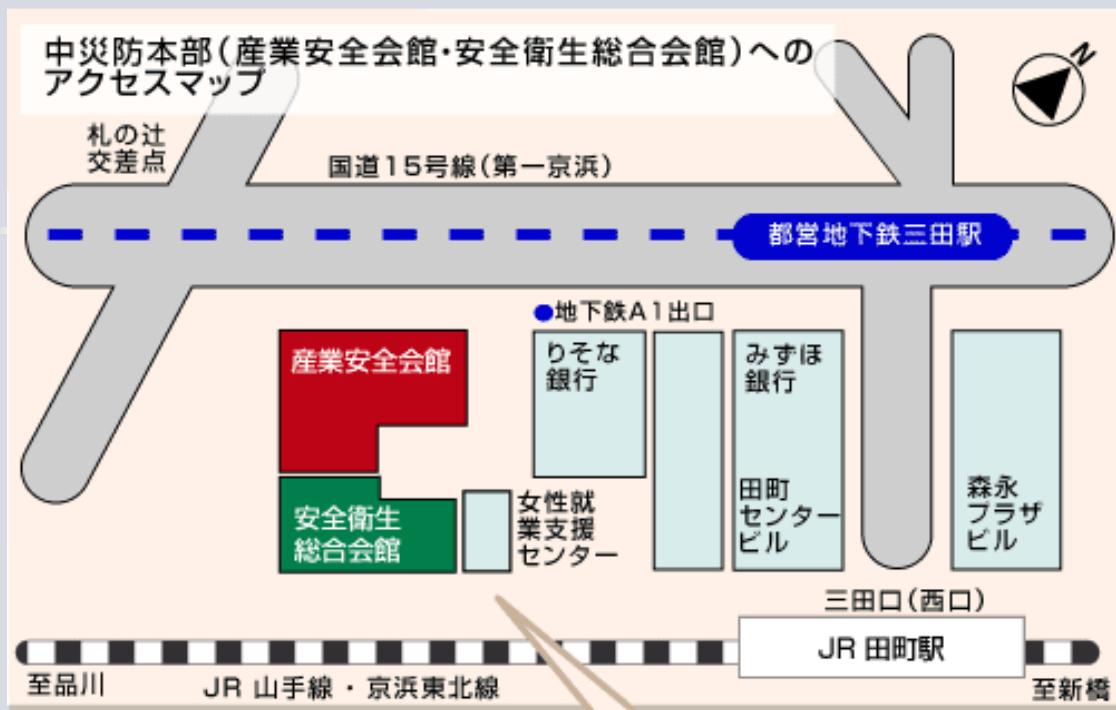 中災防本部(産業安全会館・安全衛生総合会館)への
アクセスマップ
N
札の辻
交差点
国道15号線(第一京浜)
都営地下鉄三田駅
地下鉄A1出口
産業安全会館
りそな
銀行
みずほ
銀行
安全衛生
総合会館
女性就
業支援
センター
田町
センター
ビル
森永
プラザ
ビル
三田口(西口)
JR 田町駅
至品川
JR 山手線・京浜東北線
至新橋